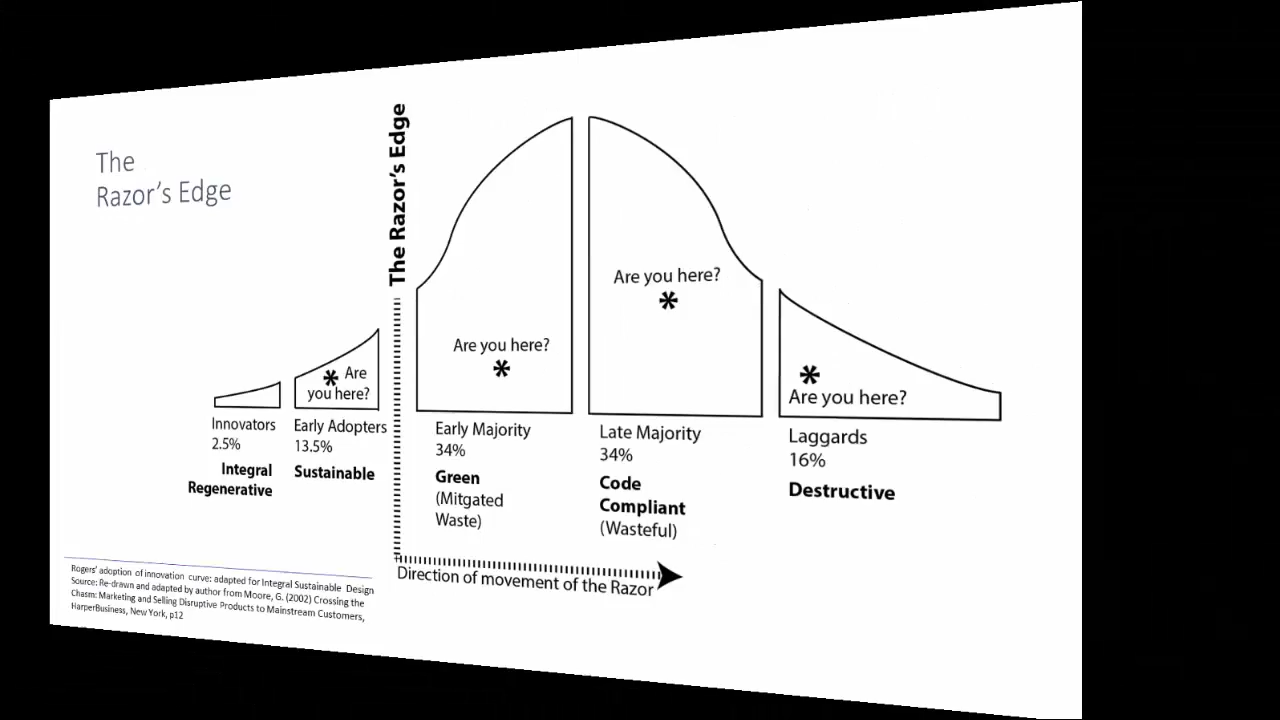 The
Razor's Edge
The Razor's Edge
Are you here?
*
Are you here?
*
* Are
you here?
*
Are you here?
Innovators
2.5%
Integral
Regenerative
Early Adopters
13.5%
Sustainable
Early Majority
34%
Green
(Mitgated
Waste)
Late Majority
34%
Code
Compliant
(Wasteful)
Laggards
16%
Destructive
Direction of movement of the Razor
Rogers' adoption of innovation curve: adapted for Integral Sustainable Design
Source: Re-drawn and adapted by author from Moore, G. (2002) Crossing the
Chasm: Marketing and Selling Disruptive Products to Mainstream Customers,
HarperBusiness, New York, p12